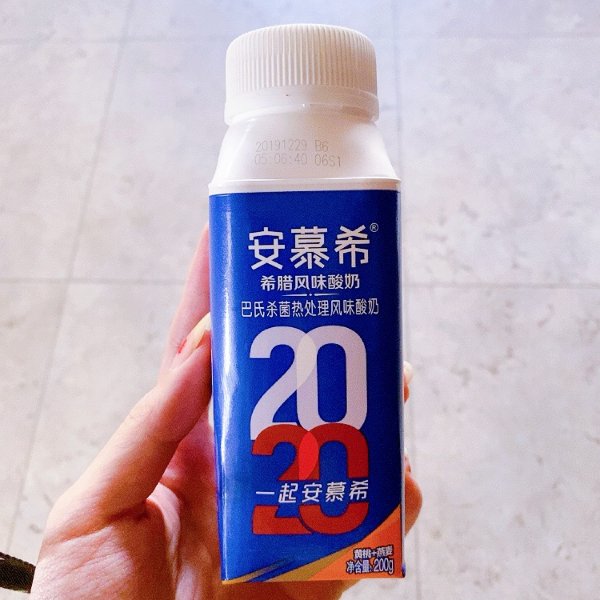 20191229 B6
05:06:40 06S1
安慕希®
希腊风味酸奶
巴氏杀菌热处理风味酸奶
20
20
一起安慕希
黄桃+燕麦
净含量:200g